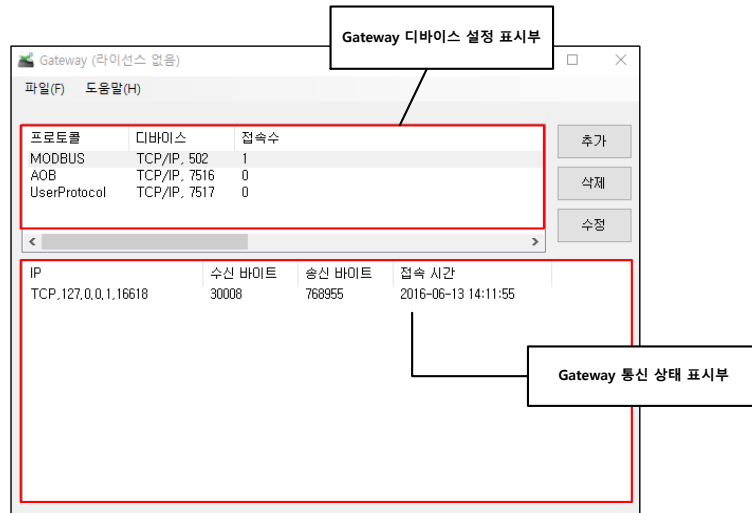 Gateway 디바이스 설정 표시부
Gateway (라이선스 없음)
파일(F) 도움말(H)
프로토콜 디바이스 접속수
MODBUS TCP/IP, 502 1
AOB TCP/IP, 7516 0
UserProtocol TCP/IP, 7517 0
추가
삭제
수정
IP 수신 바이트 송신 바이트 접속 시간
TCP,127,0,0,1,16618 30008 768955 2016-06-13 14:11:55
Gateway 통신 상태 표시부